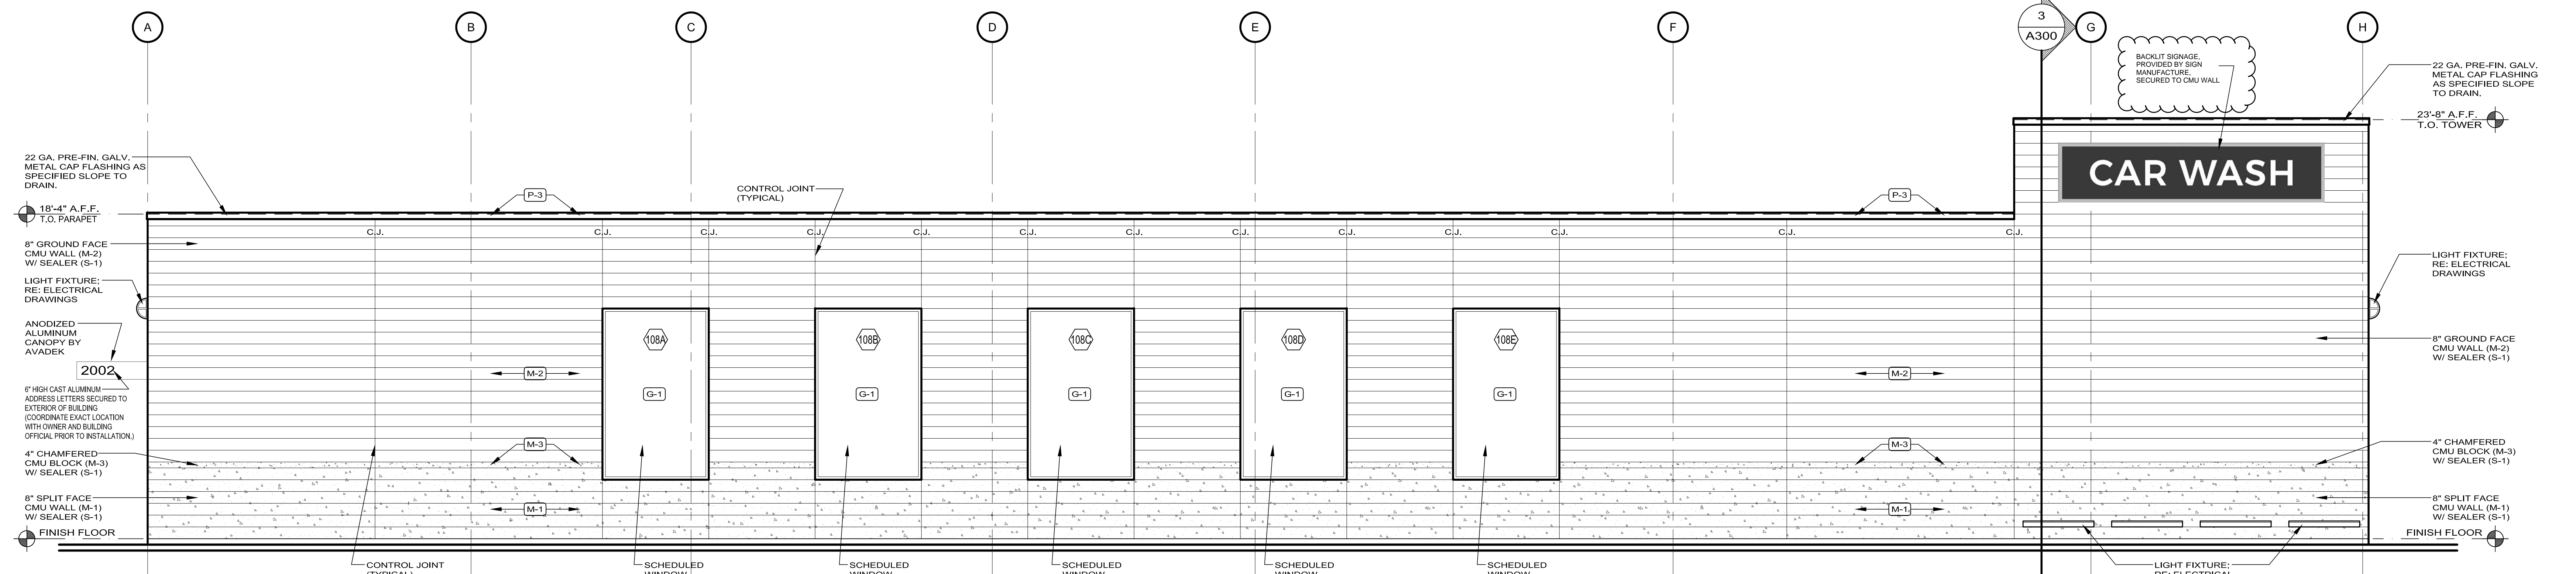 A
B
C
D
E
F
3
A300
G
H
BACKLIT SIGNAGE,
PROVIDED BY SIGN
MANUFACTURE,
SECURED TO CMU WALL
22 GA. PRE-FIN. GALV.
METAL CAP FLASHING
AS SPECIFIED SLOPE
TO DRAIN.
23'-8" A.F.F.
T.O. TOWER
22 GA. PRE-FIN. GALV.
METAL CAP FLASHING AS
SPECIFIED SLOPE TO
DRAIN.
CAR WASH
P-3
CONTROL JOINT
(TYPICAL)
P-3
18'-4" A.F.F.
T.O. PARAPET
C.J.
C.J.
C.J.
C.J.
C.J.
C.J.
C.J.
C.J.
C.J.
C.J.
C.J.
C.J.
C.J.
8" GROUND FACE
CMU WALL (M-2)
W/ SEALER (S-1)
LIGHT FIXTURE;
RE: ELECTRICAL
DRAWINGS
LIGHT FIXTURE;
RE: ELECTRICAL
DRAWINGS
ANODIZED
ALUMINUM
CANOPY BY
AVADEK
108A
108B
108C
108D
108E
8" GROUND FACE
CMU WALL (M-2)
W/ SEALER (S-1)
2002
M-2
M-2
G-1
G-1
G-1
G-1
G-1
6" HIGH CAST ALUMINUM
ADDRESS LETTERS SECURED TO
EXTERIOR OF BUILDING
(COORDINATE EXACT LOCATION
WITH OWNER AND BUILDING
OFFICIAL PRIOR TO INSTALLATION.)
M-3
M-3
4" CHAMFERED
CMU BLOCK (M-3)
W/ SEALER (S-1)
4" CHAMFERED
CMU BLOCK (M-3)
W/ SEALER (S-1)
8" SPLIT FACE
CMU WALL (M-1)
W/ SEALER (S-1)
M-1
M-1
8" SPLIT FACE
CMU WALL (M-1)
W/ SEALER (S-1)
FINISH FLOOR
FINISH FLOOR
CONTROL JOINT
(TYPICAL)
SCHEDULED
WINDOW
SCHEDULED
WINDOW
SCHEDULED
WINDOW
SCHEDULED
WINDOW
SCHEDULED
WINDOW
LIGHT FIXTURE;
RE: ELECTRICAL